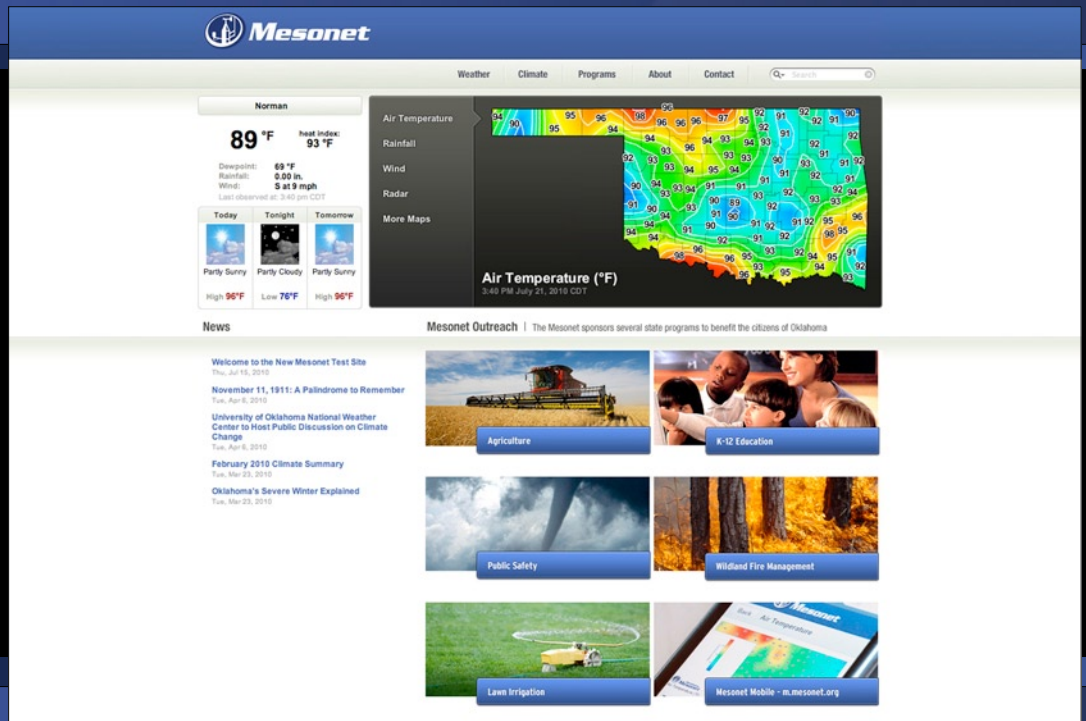 Mesonet
Weather Climate Programs About Contact Search
Norman
89 °F
heat index:
93 °F
Dewpoint: 69 °F
Rainfall: 0.00 in.
Wind: S at 9 mph
Last observed at: 3:40 pm CDT
Today Tonight Tomorrow
Partly Sunny Partly Cloudy Partly Sunny
High 96°F Low 76°F High 96°F
Air Temperature
Rainfall
Wind
Radar
More Maps
Air Temperature (°F)
3:40 PM July 21, 2010 CDT
News
Welcome to the New Mesonet Test Site
Thu, Jul 15, 2010
November 11, 1911: A Palindrome to Remember
Tue, Apr 6, 2010
University of Oklahoma National Weather
Center to Host Public Discussion on Climate
Change
Tue, Apr 6, 2010
February 2010 Climate Summary
Tue, Mar 23, 2010
Oklahoma's Severe Winter Explained
Tue, Mar 23, 2010
Mesonet Outreach | The Mesonet sponsors several state programs to benefit the citizens of Oklahoma
Agriculture
K-12 Education
Public Safety
Wildland Fire Management
Lawn Irrigation
Mesonet
Back Air Temperature
Mesonet Mobile - m.mesonet.org